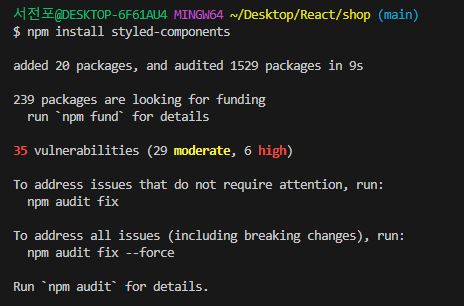 서전포@DESKTOP-6F61AU4 MINGW64 ~/Desktop/React/shop (main)
$ npm install styled-components
added 20 packages, and audited 1529 packages in 9s
239 packages are looking for funding
run `npm fund` for details
35 vulnerabilities (29 moderate, 6 high)
To address issues that do not require attention, run:
npm audit fix
To address all issues (including breaking changes), run:
npm audit fix --force
Run `npm audit` for details.